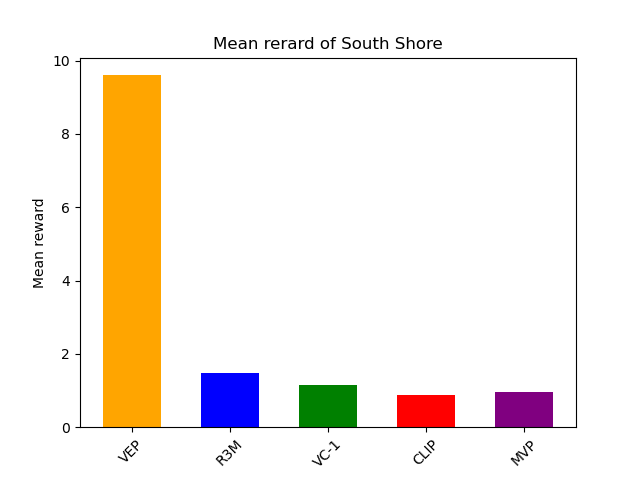 Mean rerard of South Shore
Mean reward
10
8
6
4
2
0
VEP
R3M
VC-1
CLIP
MVP